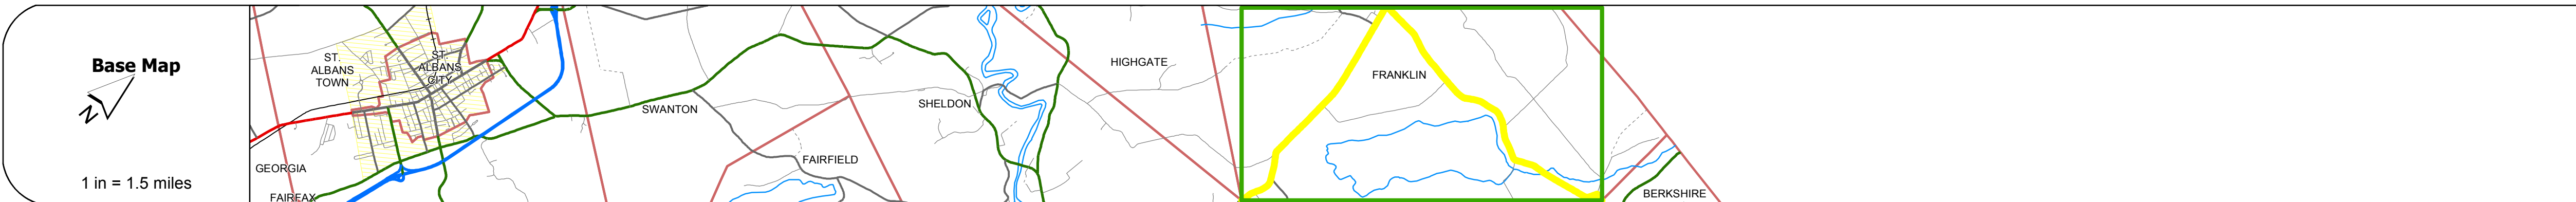 Base Map
N
1 in = 1.5 miles
ST.
ALBANS
TOWN
ST.
ALBANS
CITY
GEORGIA
FAIRFAX
SWANTON
FAIRFIELD
SHELDON
HIGHGATE
FRANKLIN
BERKSHIRE